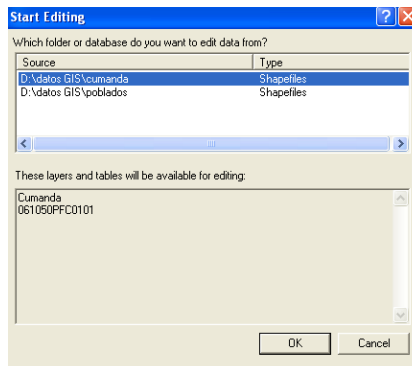 Start Editing
Which folder or database do you want to edit data from?
Source Type
D:\datos GIS\cumanda Shapefiles
D:\datos GIS\poblados Shapefiles
These layers and tables will be available for editing:
Cumanda
061050PFC0101
OK Cancel